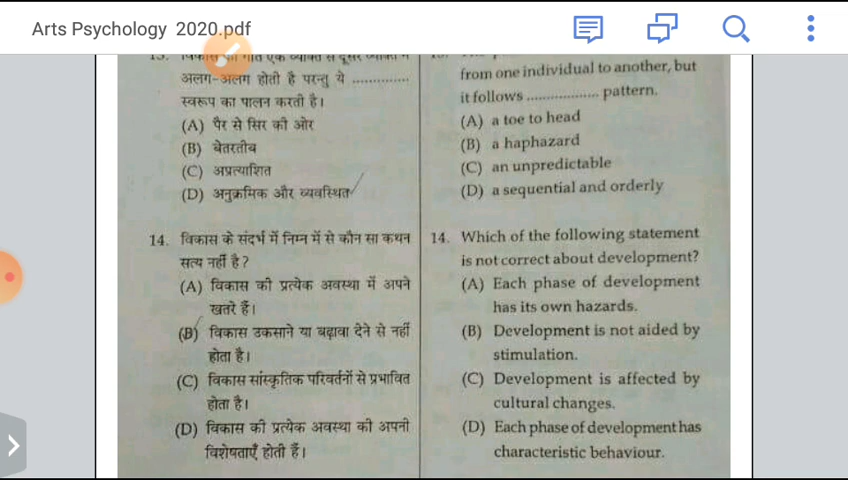 Arts Psychology 2020.pdf
अलग-अलग होती है परन्तु ये ..............
स्वरूप का पालन करती है।
(A) पैर से सिर की ओर
(B) बेतरतीब
(C) अप्रत्याशित
(D) अनुक्रमिक और व्यवस्थित
14. विकास के संदर्भ में निम्न में से कौन सा कथन
सत्य नहीं है?
(A) विकास की प्रत्येक अवस्था में अपने
खतरे हैं।
(B) विकास उकसाने या बढ़ावा देने से नहीं
होता है।
(C) विकास सांस्कृतिक परिवर्तनों से प्रभावित
होता है।
(D) विकास की प्रत्येक अवस्था की अपनी
विशेषताएँ होती हैं।
from one individual to another, but
it follows .................. pattern.
(A) a toe to head
(B) a haphazard
(C) an unpredictable
(D) a sequential and orderly
14. Which of the following statement
is not correct about development?
(A) Each phase of development
has its own hazards.
(B) Development is not aided by
stimulation.
(C) Development is affected by
cultural changes.
(D) Each phase of development has
characteristic behaviour.